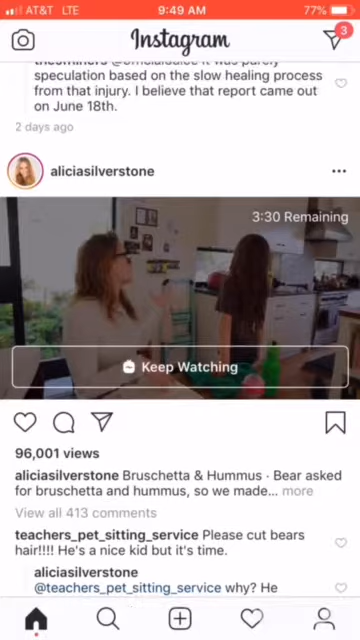 AT&T LTE 9:49 AM 77%
Instagram 3
speculation based on the slow healing process
from that injury. I believe that report came out
on June 18th.
2 days ago
aliciasilverstone
3:30 Remaining
Keep Watching
96,001 views
aliciasilverstone Bruschetta & Hummus · Bear asked
for bruschetta and hummus, so we made... more
View all 413 comments
teachers_pet_sitting_service Please cut bears
hair!!!! He's a nice kid but it's time.
aliciasilverstone
@teachers_pet_sitting_service why? He